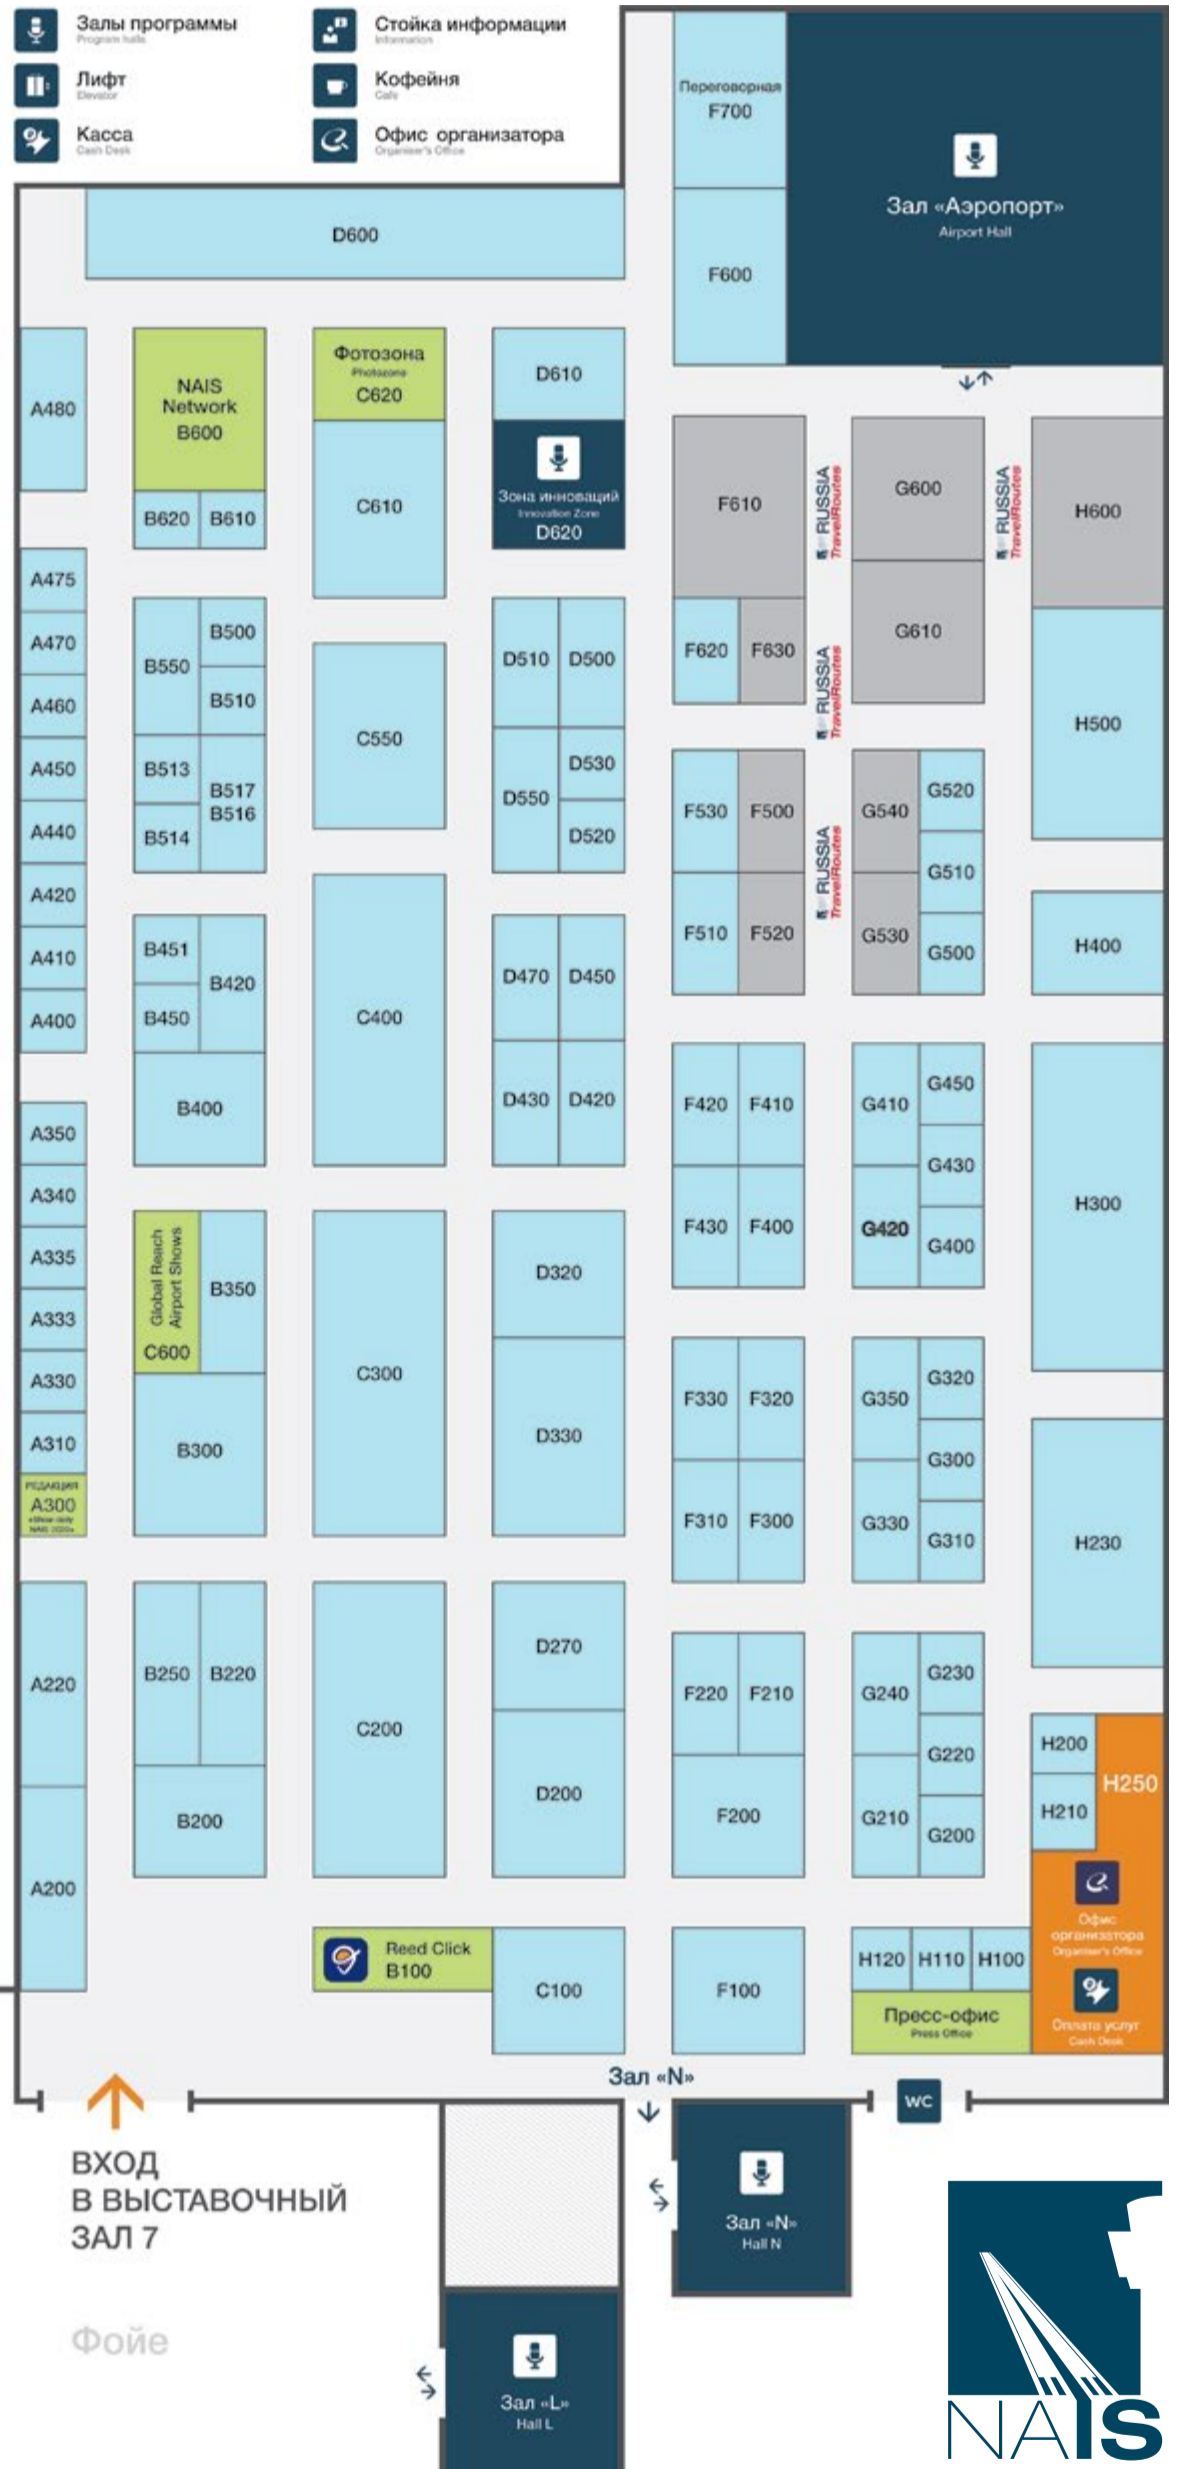 Залы программы
Program halls
Лифт
Elevator
Касса
Cash Desk
Стойка информации
Information
Кофейня
Cafe
Офис организатора
Organiser's Office
Переговорная
F700
Зал «Аэропорт»
Airport Hall
D600
F600
A480
NAIS
Network
B600
Фотозона
Photozone
C620
D610
B620
B610
C610
Зона инноваций
Innovation Zone
D620
F610
RUSSIA
TravelRoutes
G600
RUSSIA
TravelRoutes
H600
A475
A470
A460
A450
A440
A420
A410
A400
B550
B500
B510
B513
B514
B517
B516
C550
D510
D500
D550
D530
D520
F620
F630
RUSSIA
TravelRoutes
G610
H500
F530
F500
F510
F520
RUSSIA
TravelRoutes
G540
G520
G510
G530
G500
H400
B451
B420
B450
B400
C400
D470
D450
D430
D420
F420
F410
F430
F400
G410
G450
G430
G420
G400
H300
A350
A340
A335
A333
A330
A310
РЕДАКЦИЯ
A300
«Show daily
NAIS 2020»
Global Reach
Airport Shows
C600
B350
B300
C300
D320
D330
F330
F320
F310
F300
G350
G320
G300
G330
G310
H230
A220
A200
B250
B220
B200
C200
D270
D200
F220
F210
F200
G240
G230
G220
G210
G200
H200
H210
H250
Офис
организатора
Organiser's Office
Оплата услуг
Cash Desk
Reed Click
B100
C100
F100
H120
H110
H100
Пресс-офис
Press Office
Зал «N»
WC
ВХОД
В ВЫСТАВОЧНЫЙ
ЗАЛ 7
Фойе
Зал «N»
Hall N
Зал «L»
Hall L
NAIS